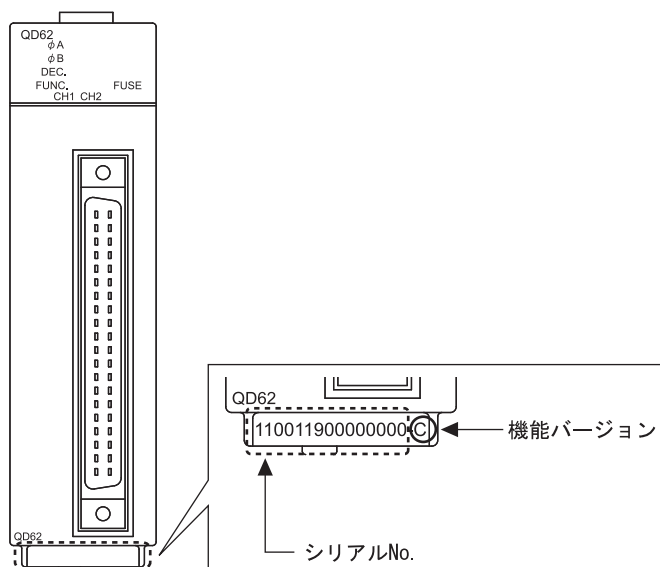 QD62
φA
φB
DEC.
FUNC. FUSE
CH1 CH2
QD62
QD62
110011900000000-C
機能バージョン
シリアルNo.